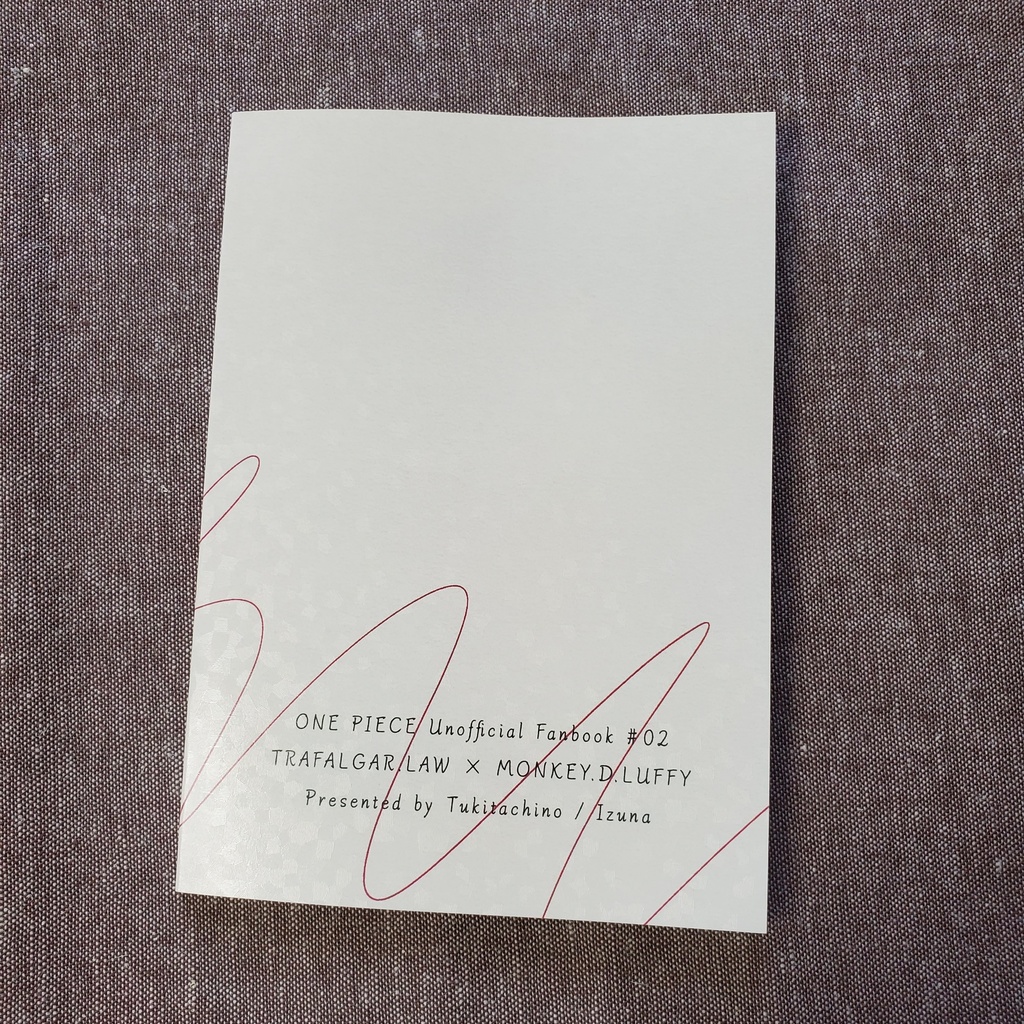 ONE PIECE Unofficial Fanbook #02
TRAFALGAR.LAW × MONKEY.D.LUFFY
Presented by Tukitachino / Izuna